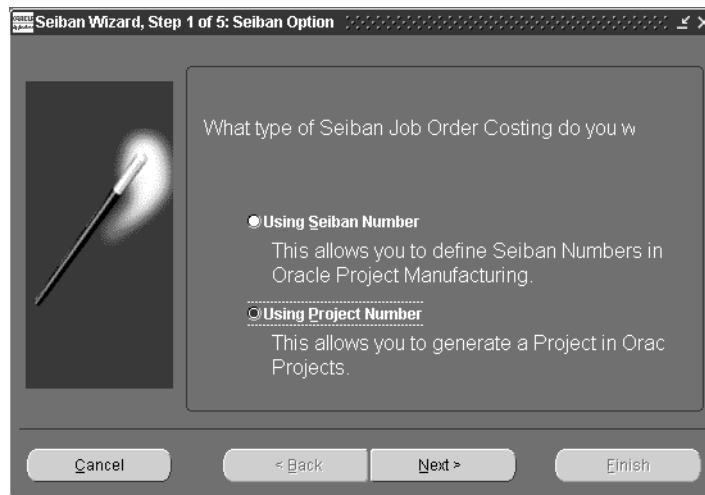 Seiban Wizard, Step 1 of 5: Seiban Option
What type of Seiban Job Order Costing do you w
Using Seiban Number
This allows you to define Seiban Numbers in
Oracle Project Manufacturing.
Using Project Number
This allows you to generate a Project in Orac
Projects.
Cancel
< Back
Next >
Finish